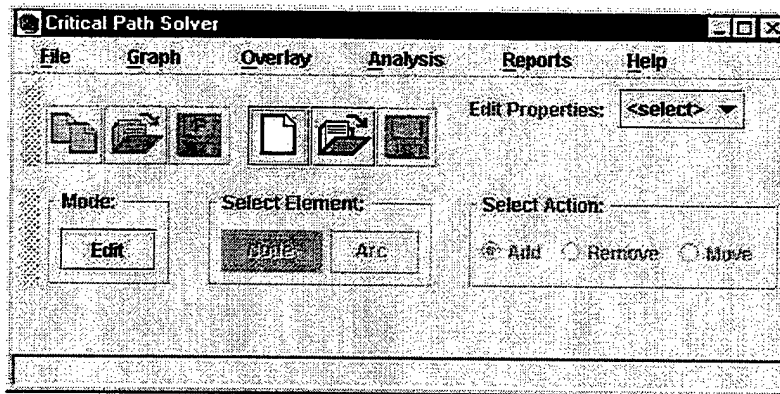 Critical Path Solver
File Graph Overlay Analysis Reports Help
Edit Properties: <select>
Mode: Select Element: Select Action:
Edit Node Arc Add Remove Move